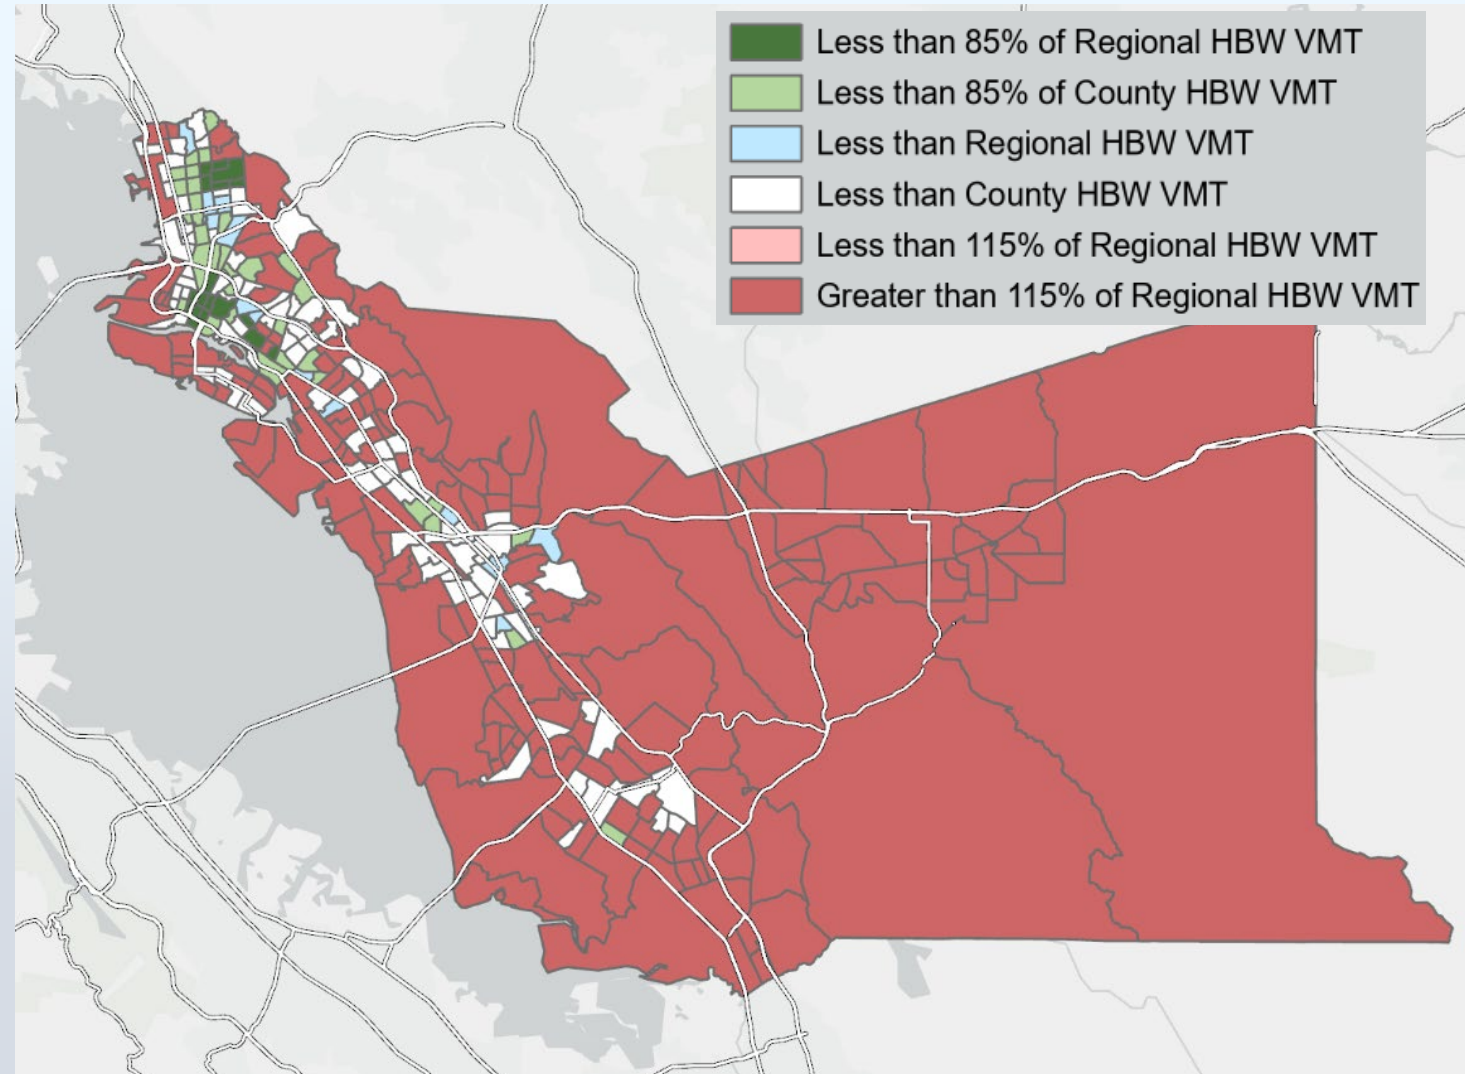 Less than 85% of Regional HBW VMT
Less than 85% of County HBW VMT
Less than Regional HBW VMT
Less than County HBW VMT
Less than 115% of Regional HBW VMT
Greater than 115% of Regional HBW VMT